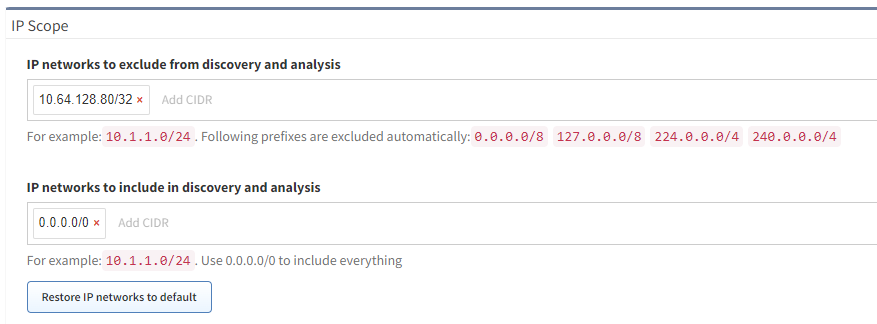 IP Scope
IP networks to exclude from discovery and analysis
10.64.128.80/32 × Add CIDR
For example: 10.1.1.0/24 . Following prefixes are excluded automatically: 0.0.0.0/8 127.0.0.0/8 224.0.0.0/4 240.0.0.0/4
IP networks to include in discovery and analysis
0.0.0.0/0 × Add CIDR
For example: 10.1.1.0/24 . Use 0.0.0.0/0 to include everything
Restore IP networks to default